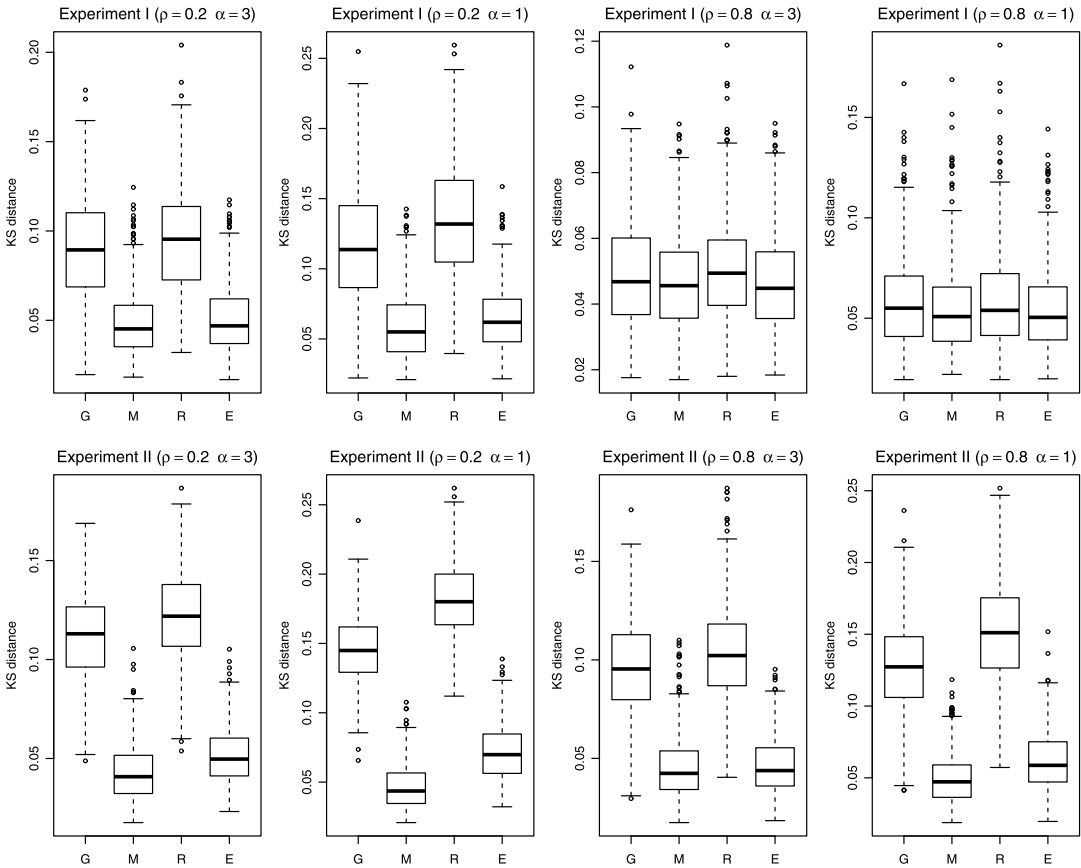 Experiment I (ρ = 0.2 α = 3)
KS distance
0.20
0.15
0.10
0.05
G M R E
Experiment I (ρ = 0.2 α = 1)
KS distance
0.25
0.20
0.15
0.10
0.05
G M R E
Experiment I (ρ = 0.8 α = 3)
KS distance
0.12
0.10
0.08
0.06
0.04
0.02
G M R E
Experiment I (ρ = 0.8 α = 1)
KS distance
0.15
0.10
0.05
G M R E
Experiment II (ρ = 0.2 α = 3)
KS distance
0.15
0.10
0.05
G M R E
Experiment II (ρ = 0.2 α = 1)
KS distance
0.25
0.20
0.15
0.10
0.05
G M R E
Experiment II (ρ = 0.8 α = 3)
KS distance
0.15
0.10
0.05
G M R E
Experiment II (ρ = 0.8 α = 1)
KS distance
0.25
0.20
0.15
0.10
0.05
G M R E